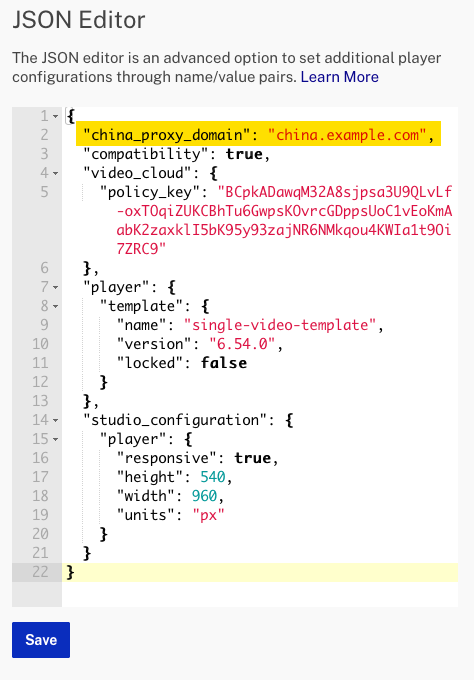 JSON Editor
The JSON editor is an advanced option to set additional player
configurations through name/value pairs. Learn More
1 {
2 "china_proxy_domain": "china.example.com",
3 "compatibility": true,
4 "video_cloud": {
5 "policy_key": "BCpkADawqM32A8sjpsa3U9QLvLf
-oxTOqiZUKCBhTu6GwpsKOvrcGDppsUoC1vEoKmA
abK2zaxklI5bK95y93zajNR6NMkqou4KWIa1t9Oi
7ZRC9"
6 },
7 "player": {
8 "template": {
9 "name": "single-video-template",
10 "version": "6.54.0",
11 "locked": false
12 }
13 },
14 "studio_configuration": {
15 "player": {
16 "responsive": true,
17 "height": 540,
18 "width": 960,
19 "units": "px"
20 }
21 }
22 }
Save